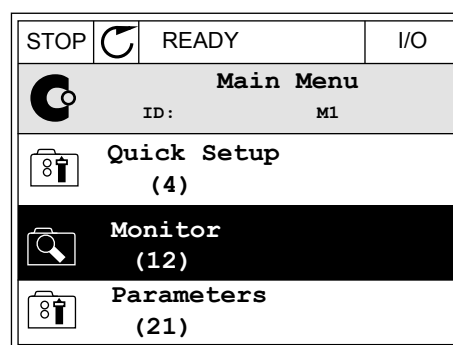 STOP READY I/O
Main Menu
ID: M1
Quick Setup
(4)
Monitor
(12)
Parameters
(21)